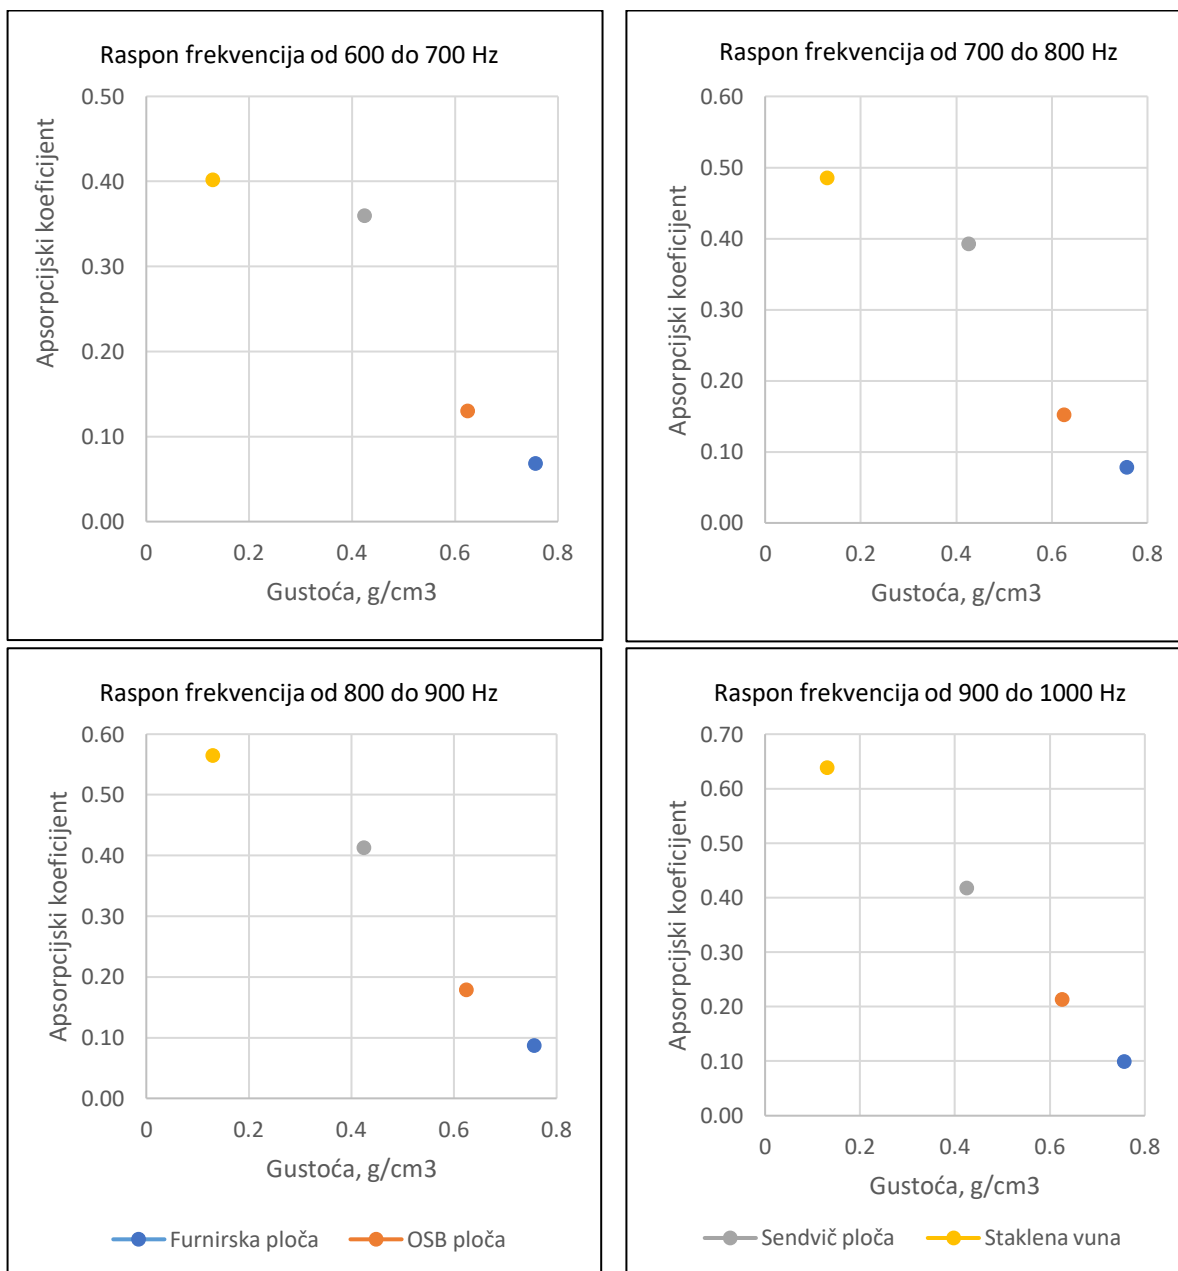 Raspon frekvencija od 600 do 700 Hz
Apsorpcijski koeficijent
0.50
0.40
0.30
0.20
0.10
0.00
0 0.2 0.4 0.6 0.8
Gustoća, g/cm3
Raspon frekvencija od 700 do 800 Hz
Apsorpcijski koeficijent
0.60
0.50
0.40
0.30
0.20
0.10
0.00
0 0.2 0.4 0.6 0.8
Gustoća, g/cm3
Raspon frekvencija od 800 do 900 Hz
Apsorpcijski koeficijent
0.60
0.50
0.40
0.30
0.20
0.10
0.00
0 0.2 0.4 0.6 0.8
Gustoća, g/cm3
Furnirska ploča OSB ploča
Raspon frekvencija od 900 do 1000 Hz
Apsorpcijski koeficijent
0.70
0.60
0.50
0.40
0.30
0.20
0.10
0.00
0 0.2 0.4 0.6 0.8
Gustoća, g/cm3
Sendvič ploča Staklena vuna